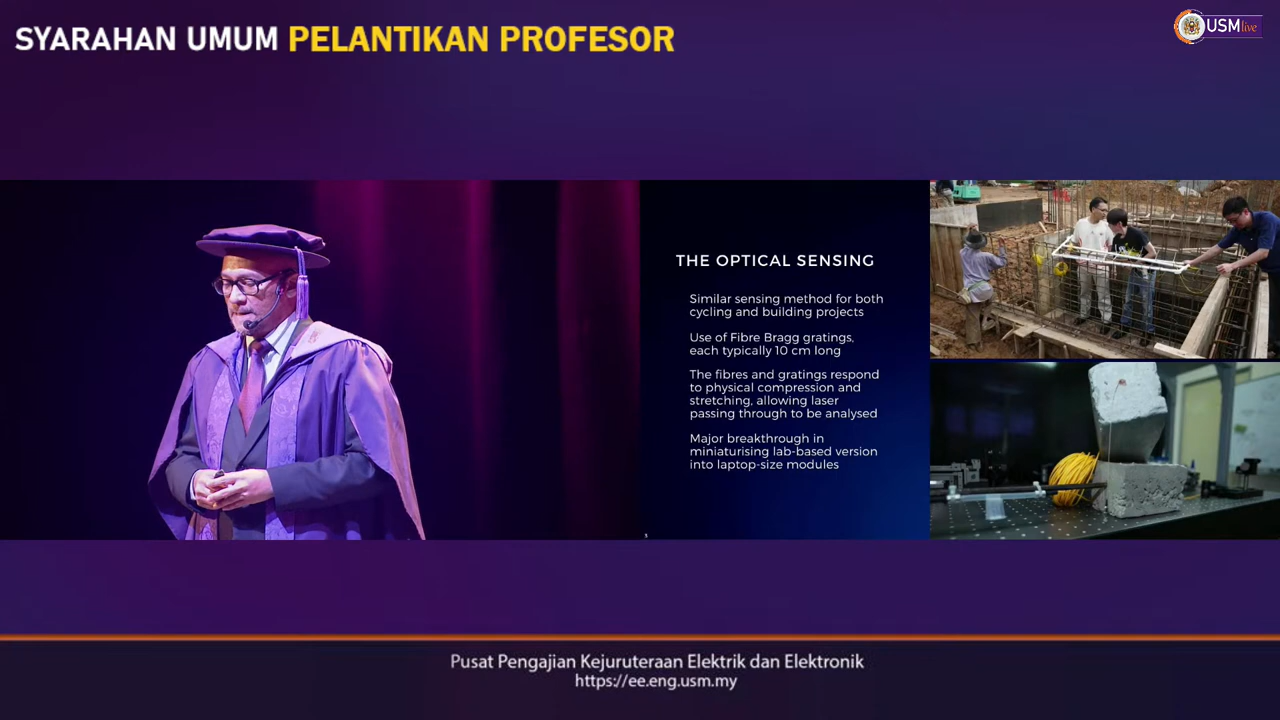 SYARAHAN UMUM PELANTIKAN PROFESOR
USM live
THE OPTICAL SENSING
Similar sensing method for both
cycling and building projects
Use of Fibre Bragg gratings,
each typically 10 cm long
The fibres and gratings respond
to physical compression and
stretching, allowing laser
passing through to be analysed
Major breakthrough in
miniaturising lab-based version
into laptop-size modules
5
Pusat Pengajian Kejuruteraan Elektrik dan Elektronik
https://ee.eng.usm.my